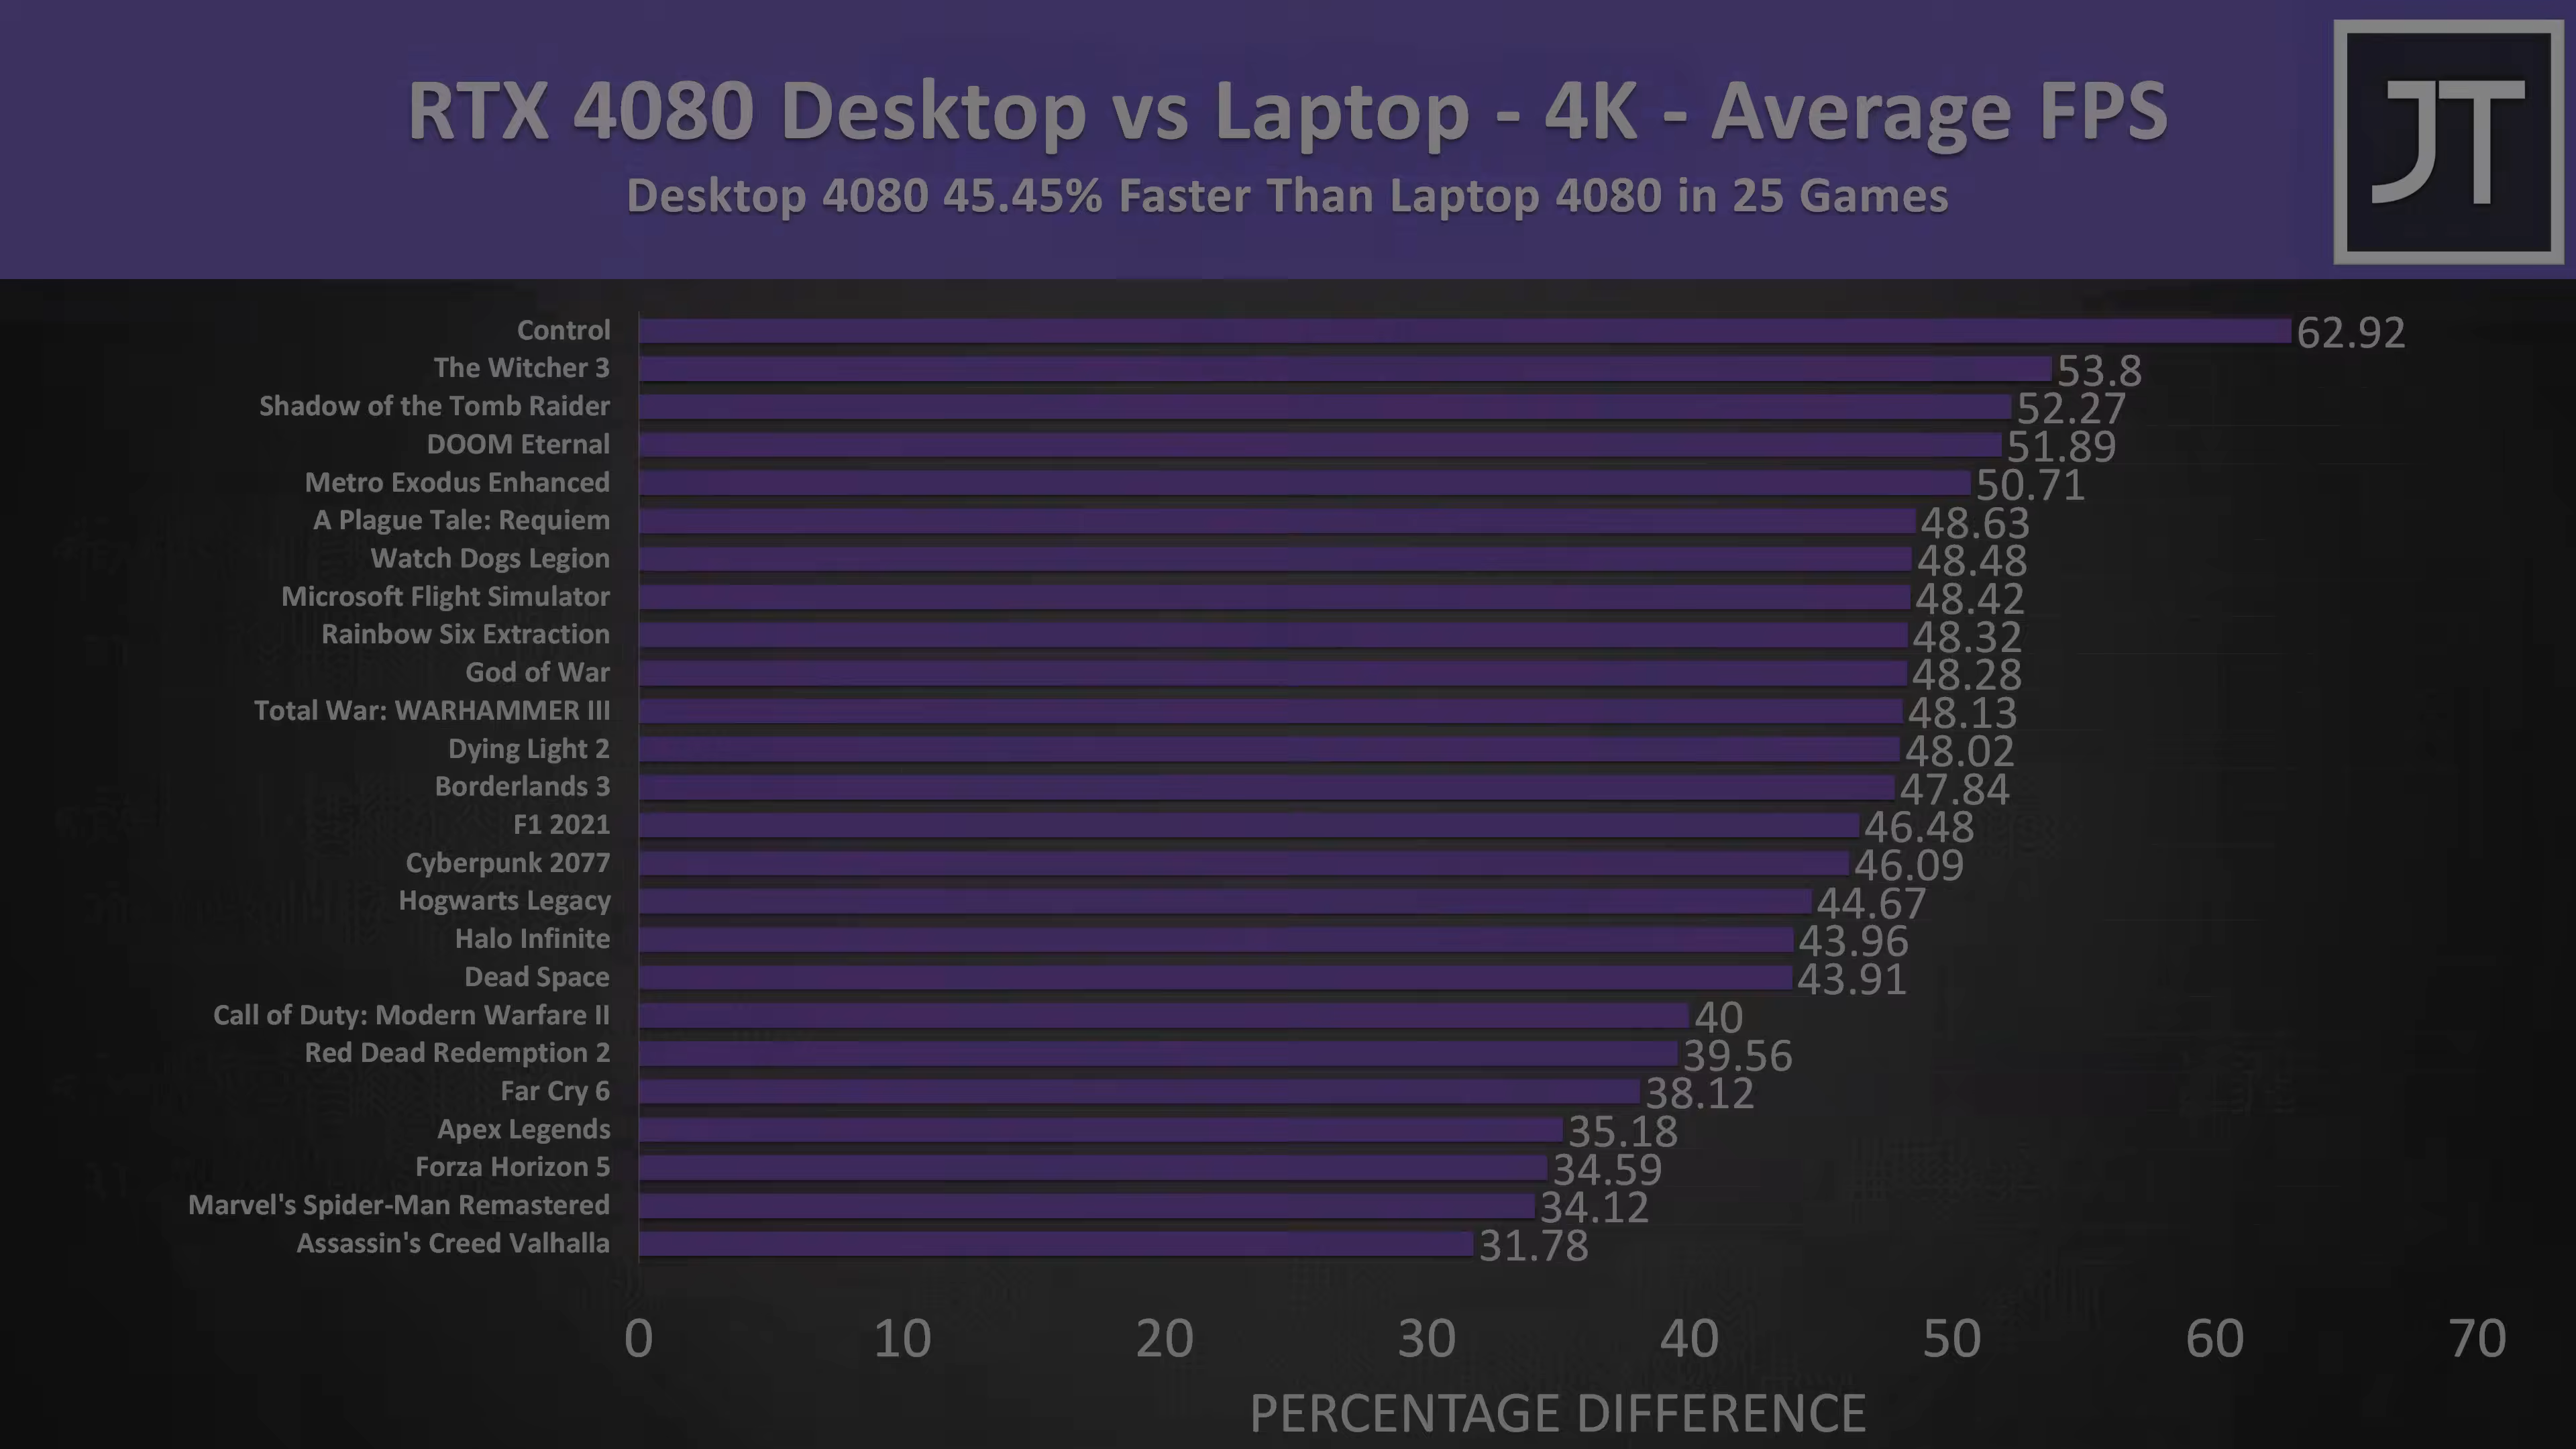 RTX 4080 Desktop vs Laptop - 4K - Average FPS
Desktop 4080 45.45% Faster Than Laptop 4080 in 25 Games
JT
Control 62.92
The Witcher 3 53.8
Shadow of the Tomb Raider 52.27
DOOM Eternal 51.89
Metro Exodus Enhanced 50.71
A Plague Tale: Requiem 48.63
Watch Dogs Legion 48.48
Microsoft Flight Simulator 48.42
Rainbow Six Extraction 48.32
God of War 48.28
Total War: WARHAMMER III 48.13
Dying Light 2 48.02
Borderlands 3 47.84
F1 2021 46.48
Cyberpunk 2077 46.09
Hogwarts Legacy 44.67
Halo Infinite 43.96
Dead Space 43.91
Call of Duty: Modern Warfare II 40
Red Dead Redemption 2 39.56
Far Cry 6 38.12
Apex Legends 35.18
Forza Horizon 5 34.59
Marvel's Spider-Man Remastered 34.12
Assassin's Creed Valhalla 31.78
0 10 20 30 40 50 60 70
PERCENTAGE DIFFERENCE